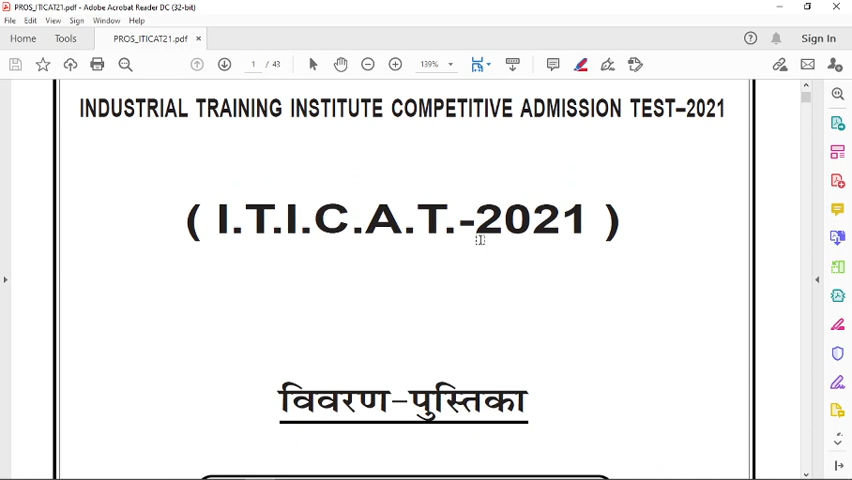 PROS_ITICAT21.pdf - Adobe Acrobat Reader DC (32-bit)
File Edit View Sign Window Help
Home Tools PROS_ITICAT21.pdf × Sign In
1 / 43 139%
INDUSTRIAL TRAINING INSTITUTE COMPETITIVE ADMISSION TEST–2021
( I.T.I.C.A.T.-2021 )
विवरण-पुस्तिका